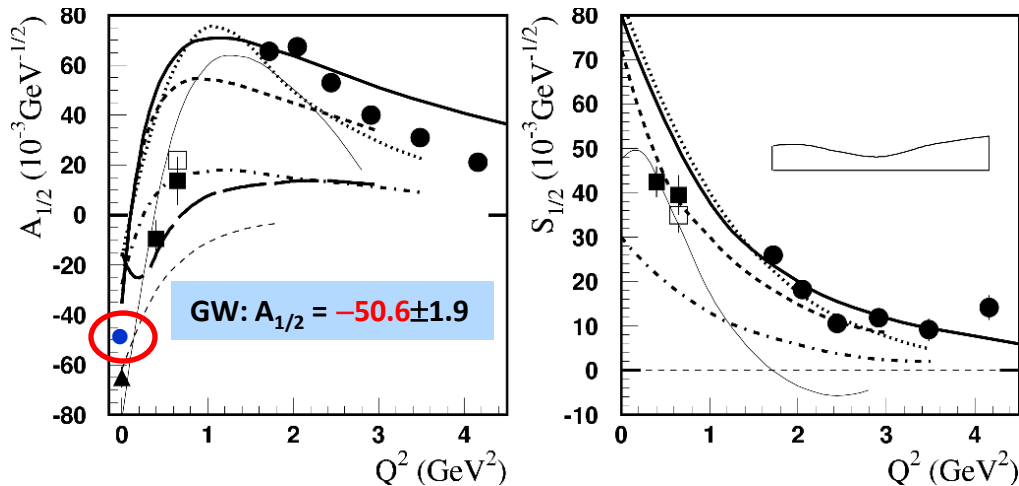 A₁/₂ (10⁻³GeV⁻¹/²)
80
60
40
20
0
-20
-40
-60
-80
GW: A₁/₂ = −50.6±1.9
0 1 2 3 4
Q² (GeV²)
S₁/₂ (10⁻³GeV⁻¹/²)
80
70
60
50
40
30
20
10
0
-10
0 1 2 3 4
Q² (GeV²)